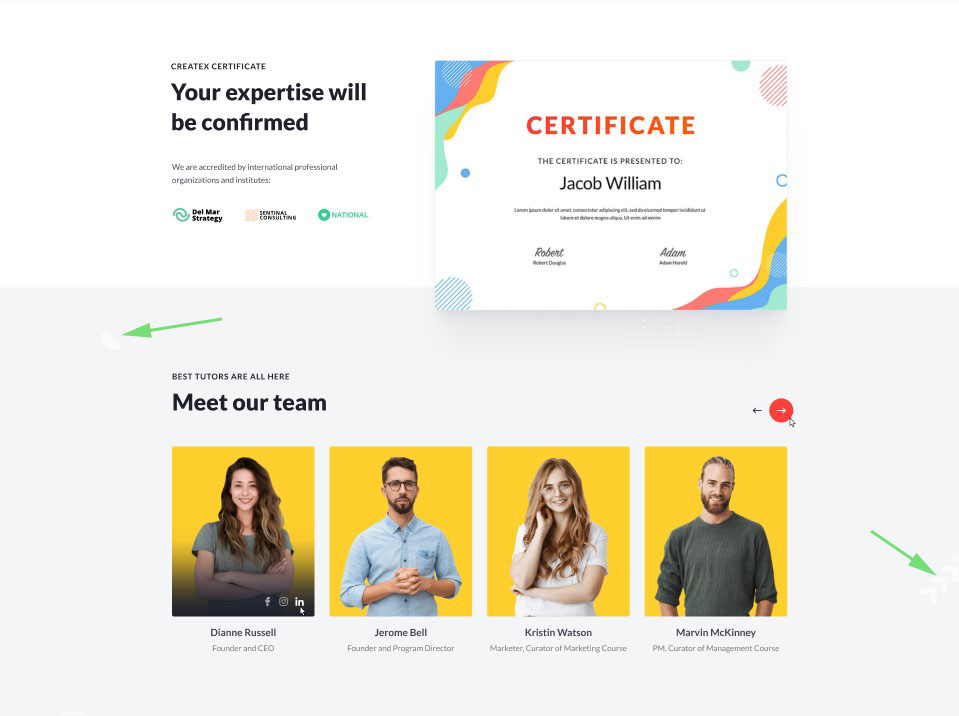 CREATEX CERTIFICATE
Your expertise will
be confirmed
We are accredited by international professional
organizations and institutes:
Del Mar
Strategy
SENTINAL
CONSULTING
NATIONAL
CERTIFICATE
THE CERTIFICATE IS PRESENTED TO:
Jacob William
Lorem ipsum dolor sit amet, consectetur adipiscing elit, sed do eiusmod tempor incididunt ut
labore et dolore magna aliqua. Ut enim ad minim
Robert
Adam
Robert Douglas
Adam Harold
BEST TUTORS ARE ALL HERE
Meet our team
Dianne Russell
Founder and CEO
Jerome Bell
Founder and Program Director
Kristin Watson
Marketer, Curator of Marketing Course
Marvin McKinney
PM, Curator of Management Course